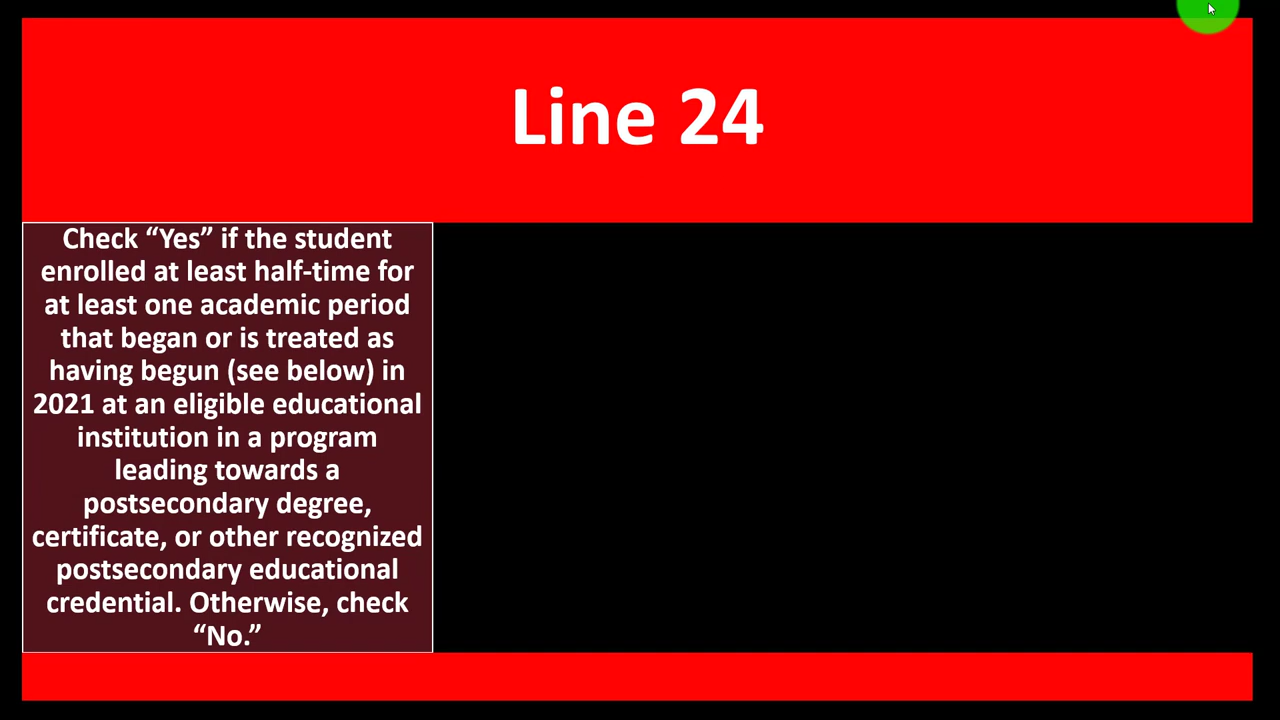 Line 24
Check “Yes” if the student
enrolled at least half-time for
at least one academic period
that began or is treated as
having begun (see below) in
2021 at an eligible educational
institution in a program
leading towards a
postsecondary degree,
certificate, or other recognized
postsecondary educational
credential. Otherwise, check
“No.”